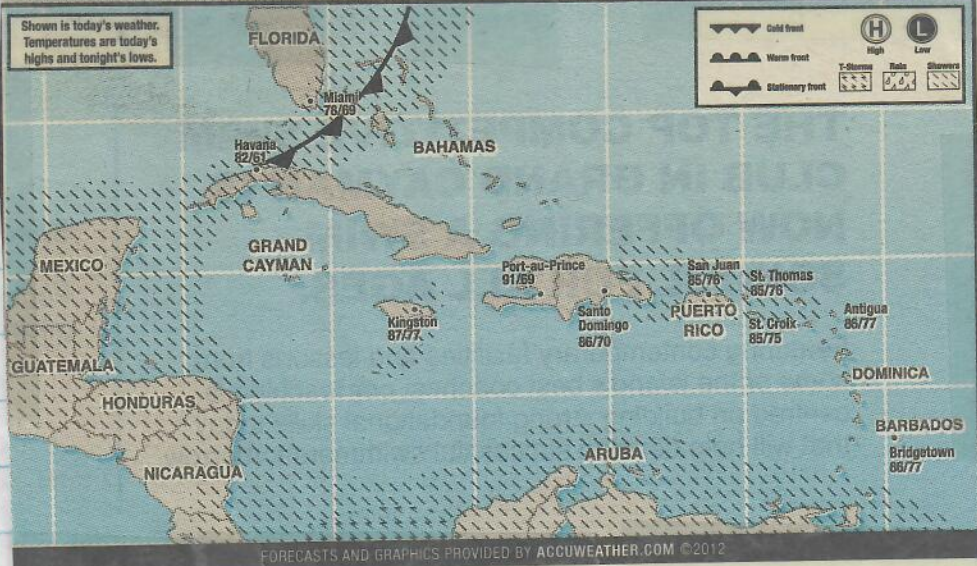 Shown is today's weather.
Temperatures are today's
highs and tonight's lows.
Cold front
Warm front
Stationary front
H
High
L
Low
T-Storms
Rain
Showers
FLORIDA
Miami
78/69
Havana
82/61
BAHAMAS
MEXICO
GRAND
CAYMAN
Port-au-Prince
91/69
San Juan
85/76
St. Thomas
85/76
Kingston
87/77
Santo
Domingo
86/70
PUERTO
RICO
St. Croix
85/75
Antigua
86/77
GUATEMALA
DOMINICA
HONDURAS
BARBADOS
Bridgetown
86/77
NICARAGUA
ARUBA
FORECASTS AND GRAPHICS PROVIDED BY ACCUWEATHER.COM ©2012